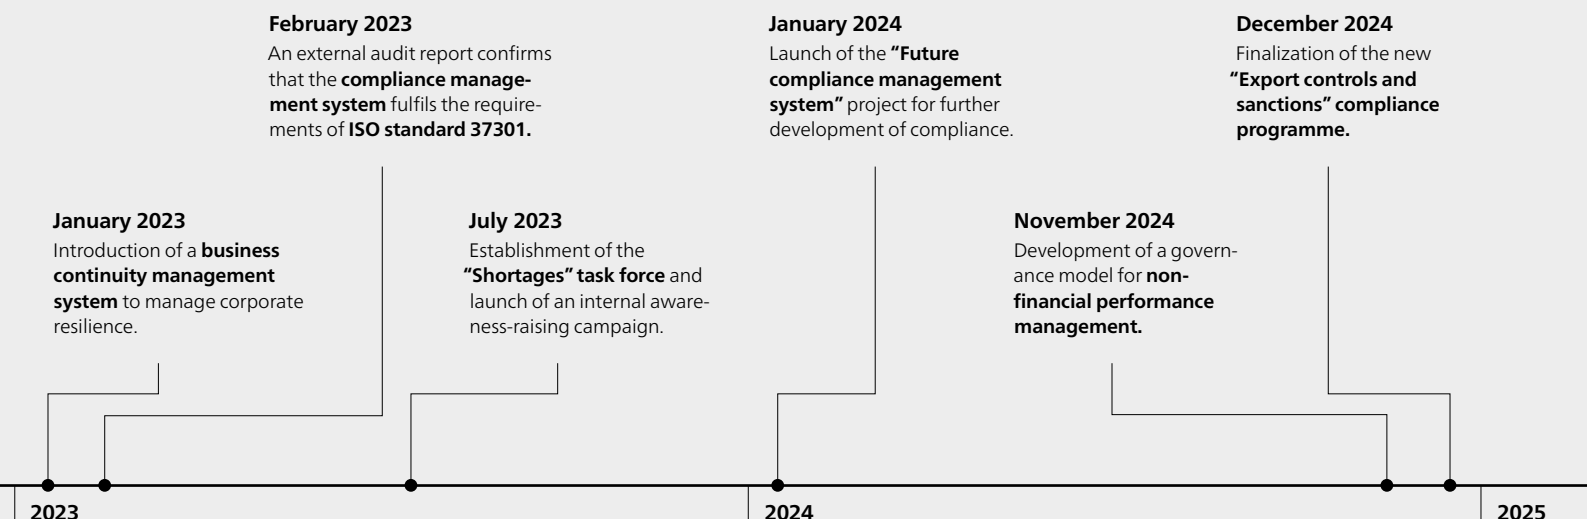 February 2023
An external audit report confirms
that the compliance manage-
ment system fulfils the require-
ments of ISO standard 37301.
January 2024
Launch of the “Future
compliance management
system” project for further
development of compliance.
December 2024
Finalization of the new
“Export controls and
sanctions” compliance
programme.
January 2023
Introduction of a business
continuity management
system to manage corporate
resilience.
July 2023
Establishment of the
“Shortages” task force and
launch of an internal aware-
ness-raising campaign.
November 2024
Development of a govern-
ance model for non-
financial performance
management.
2023
2024
2025